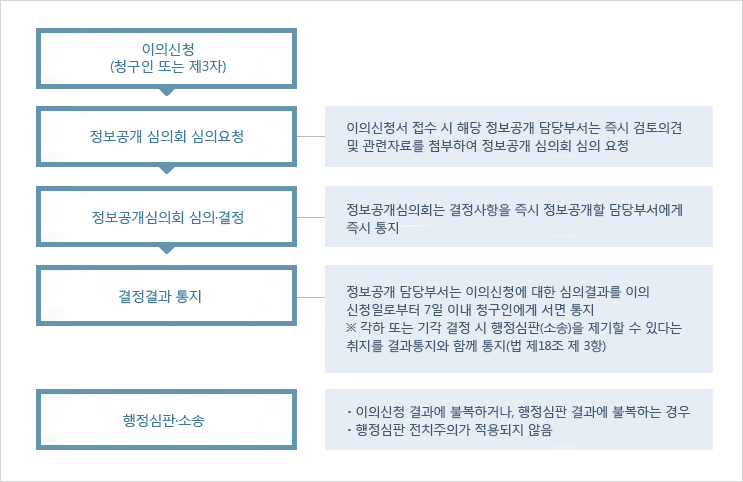 이의신청
(청구인 또는 제3자)
정보공개 심의회 심의요청
이의신청서 접수 시 해당 정보공개 담당부서는 즉시 검토의견
및 관련자료를 첨부하여 정보공개 심의회 심의 요청
정보공개심의회 심의·결정
정보공개심의회는 결정사항을 즉시 정보공개할 담당부서에게
즉시 통지
결정결과 통지
정보공개 담당부서는 이의신청에 대한 심의결과를 이의
신청일로부터 7일 이내 청구인에게 서면 통지
※ 각하 또는 기각 결정 시 행정심판(소송)을 제기할 수 있다는
취지를 결과통지와 함께 통지(법 제18조 제 3항)
행정심판·소송
· 이의신청 결과에 불복하거나, 행정심판 결과에 불복하는 경우
· 행정심판 전치주의가 적용되지 않음